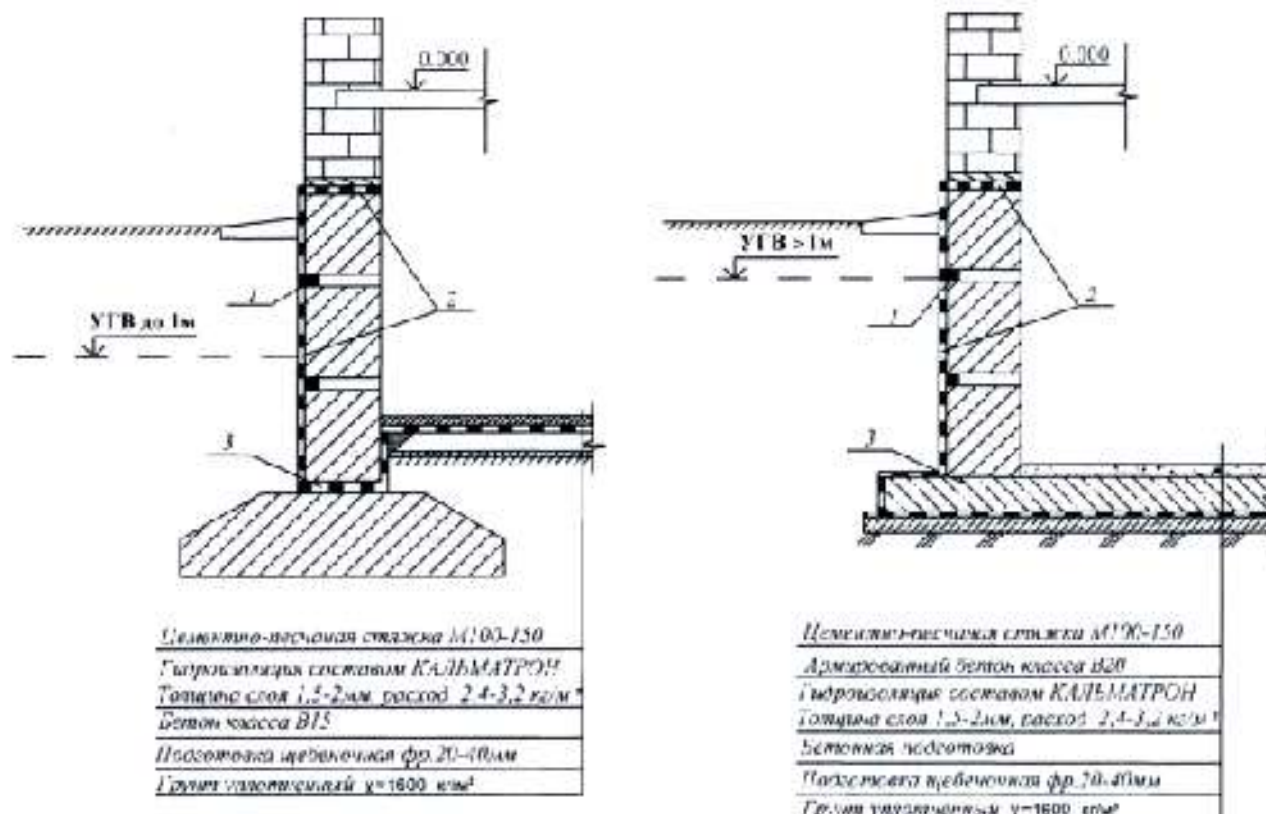 0.000
1
2
УГВ до 1м
3
Цементно-песчаная стяжка М100-150
Гидроизоляция составом КАЛЬМАТРОН
Толщина слоя 1,5-2мм, расход 2,4-3,2 кг/м ²
Бетон класса В15
Подготовка щебеночная фр.20-40мм
Грунт уплотненный γ=1600 кг/м³
0.000
УГВ >1м
1
2
3
Цементно-песчаная стяжка М100-150
Армированный бетон класса В20
Гидроизоляция составом КАЛЬМАТРОН
Толщина слоя 1,5-2мм, расход 2,4-3,2 кг/м ²
Бетонная подготовка
Подготовка щебеночная фр.20-40мм
Грунт уплотненный γ=1600 кг/м³